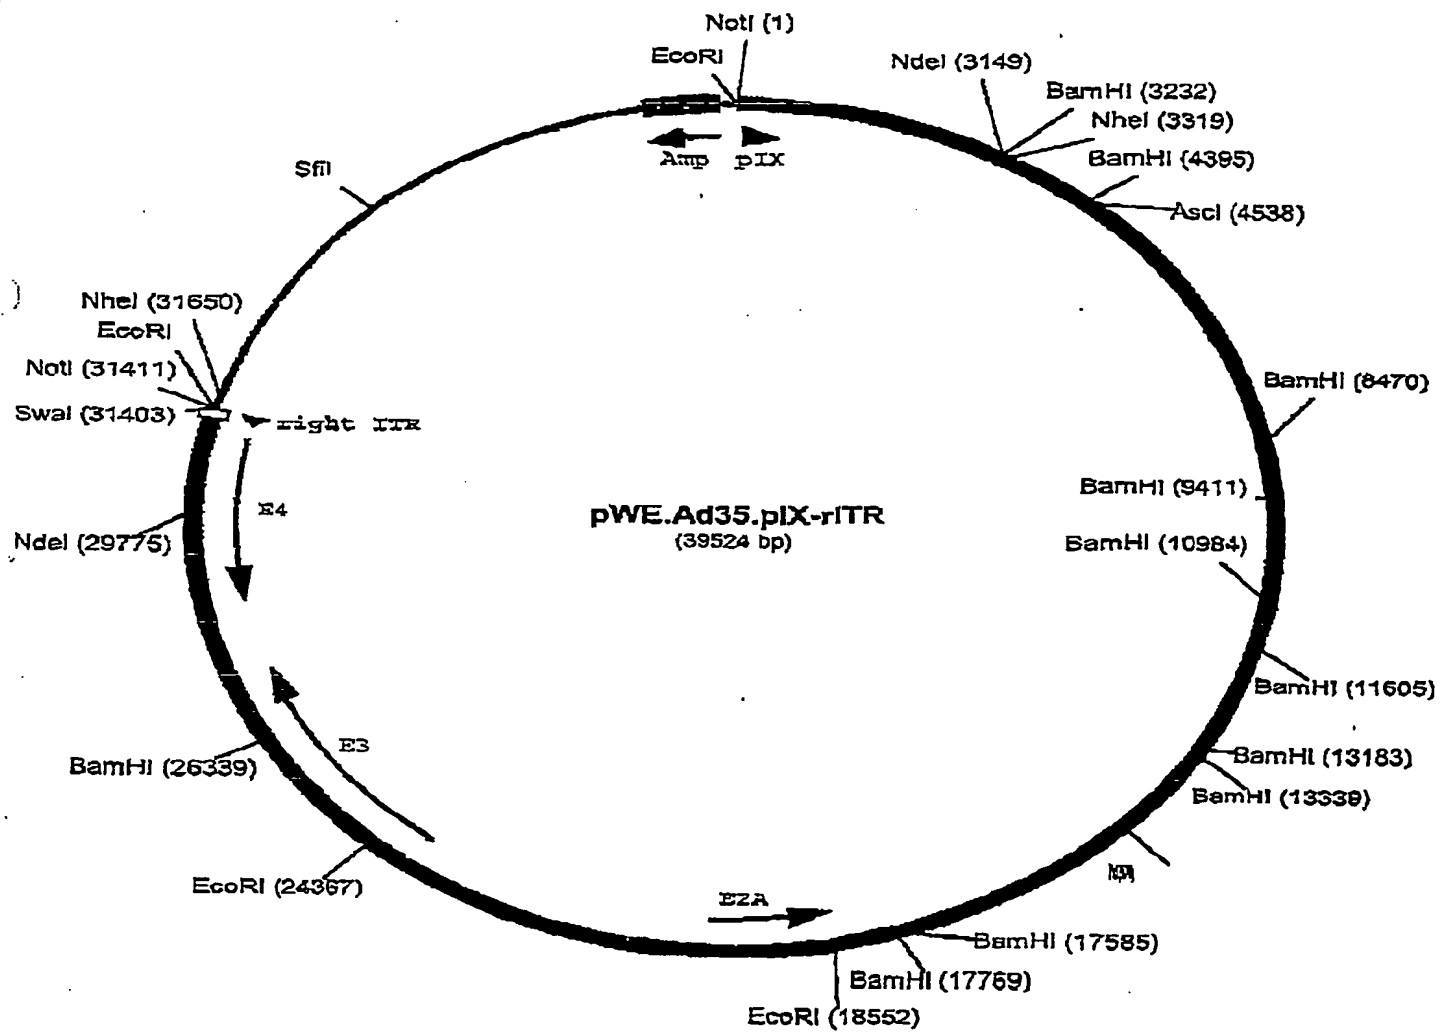 NotI (1)
EcoRI
NdeI (3149)
BamHI (3232)
NheI (3319)
BamHI (4395)
AscI (4538)
Amp
pIX
SfiI
NheI (31650)
EcoRI
NotI (31411)
SwaI (31403)
right ITR
BamHI (8470)
BamHI (9411)
E4
pWE.Ad35.pIX-rITR
(39524 bp)
NdeI (29775)
BamHI (10984)
BamHI (11605)
E3
BamHI (26339)
BamHI (13183)
BamHI (13339)
EcoRI (24367)
E2A
BamHI (17585)
BamHI (17769)
EcoRI (18552)